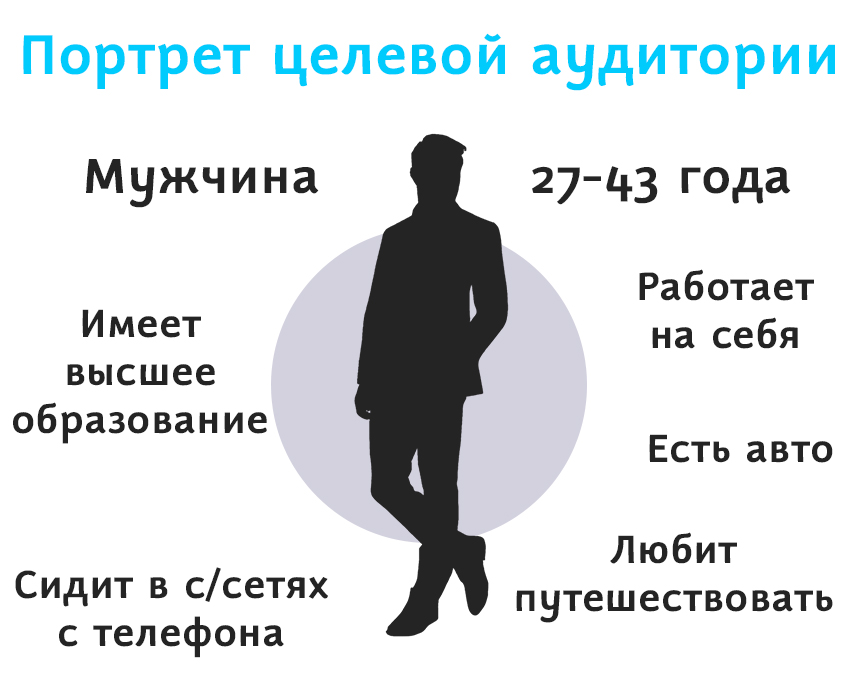 Портрет целевой аудитории
Мужчина
27-43 года
Имеет
высшее
образование
Работает
на себя
Есть авто
Сидит в с/сетях
с телефона
Любит
путешествовать